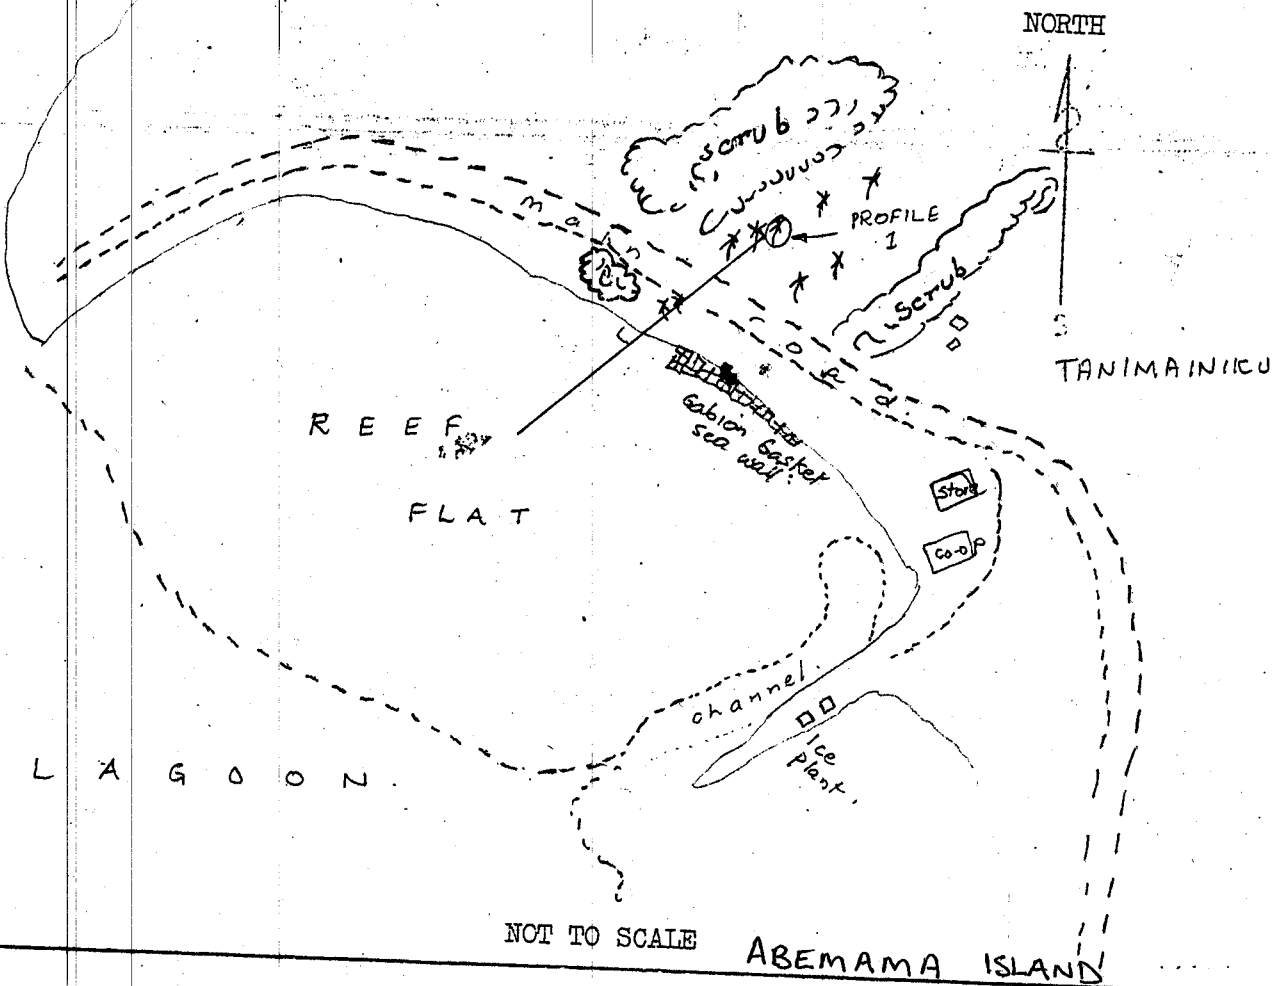 NORTH
scrub
PROFILE
1
main road
scrub
TANIMAINIKU
REEF
FLAT
Gabion Gasket
sea wall
Store
Co-op
channel
Ice
plant.
LAGOON
NOT TO SCALE
ABEMAMA ISLAND